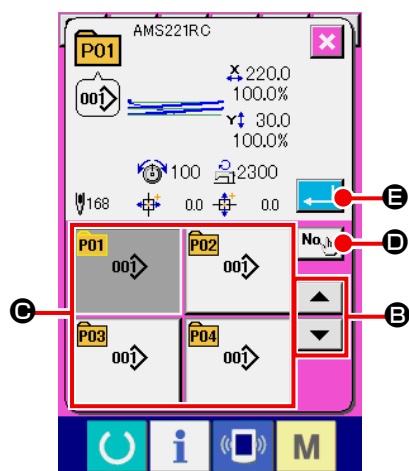 AMS221RC
P01
001
X 220.0
100.0%
Y 30.0
100.0%
100 2300
168 0.0 0.0
E
No.
D
P01 P02
001 001
C
B
P03 P04
001 001
i M